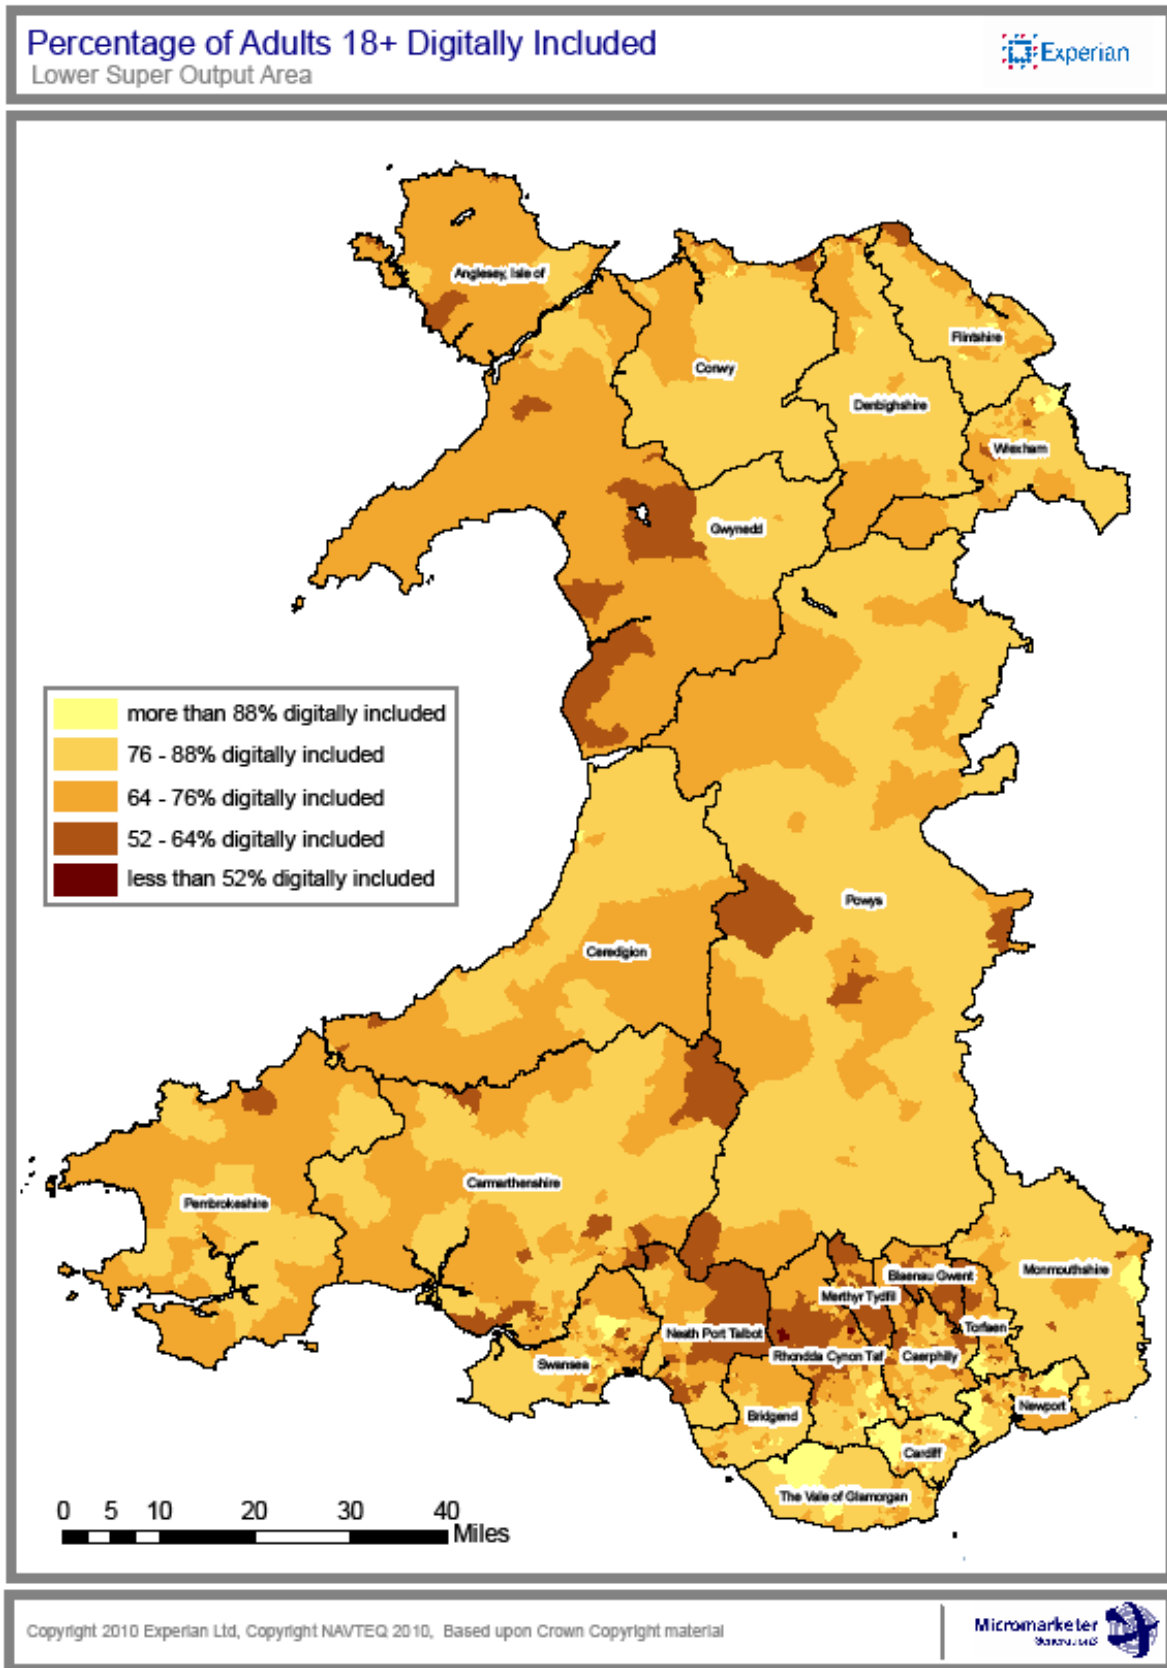 Percentage of Adults 18+ Digitally Included
Lower Super Output Area
Experian
Anglesey, Isle of
Flintshire
Conwy
Denbighshire
Wrexham
Gwynedd
more than 88% digitally included
76 - 88% digitally included
64 - 76% digitally included
52 - 64% digitally included
less than 52% digitally included
Powys
Ceredigion
Carmarthenshire
Pembrokeshire
Monmouthshire
Blaenau Gwent
Merthyr Tydfil
Torfaen
Neath Port Talbot
Rhondda Cynon Taf
Caerphilly
Swansea
Newport
Bridgend
Cardiff
The Vale of Glamorgan
0 5 10 20 30 40
Miles
Copyright 2010 Experian Ltd, Copyright NAVTEQ 2010, Based upon Crown Copyright material
Micromarketer